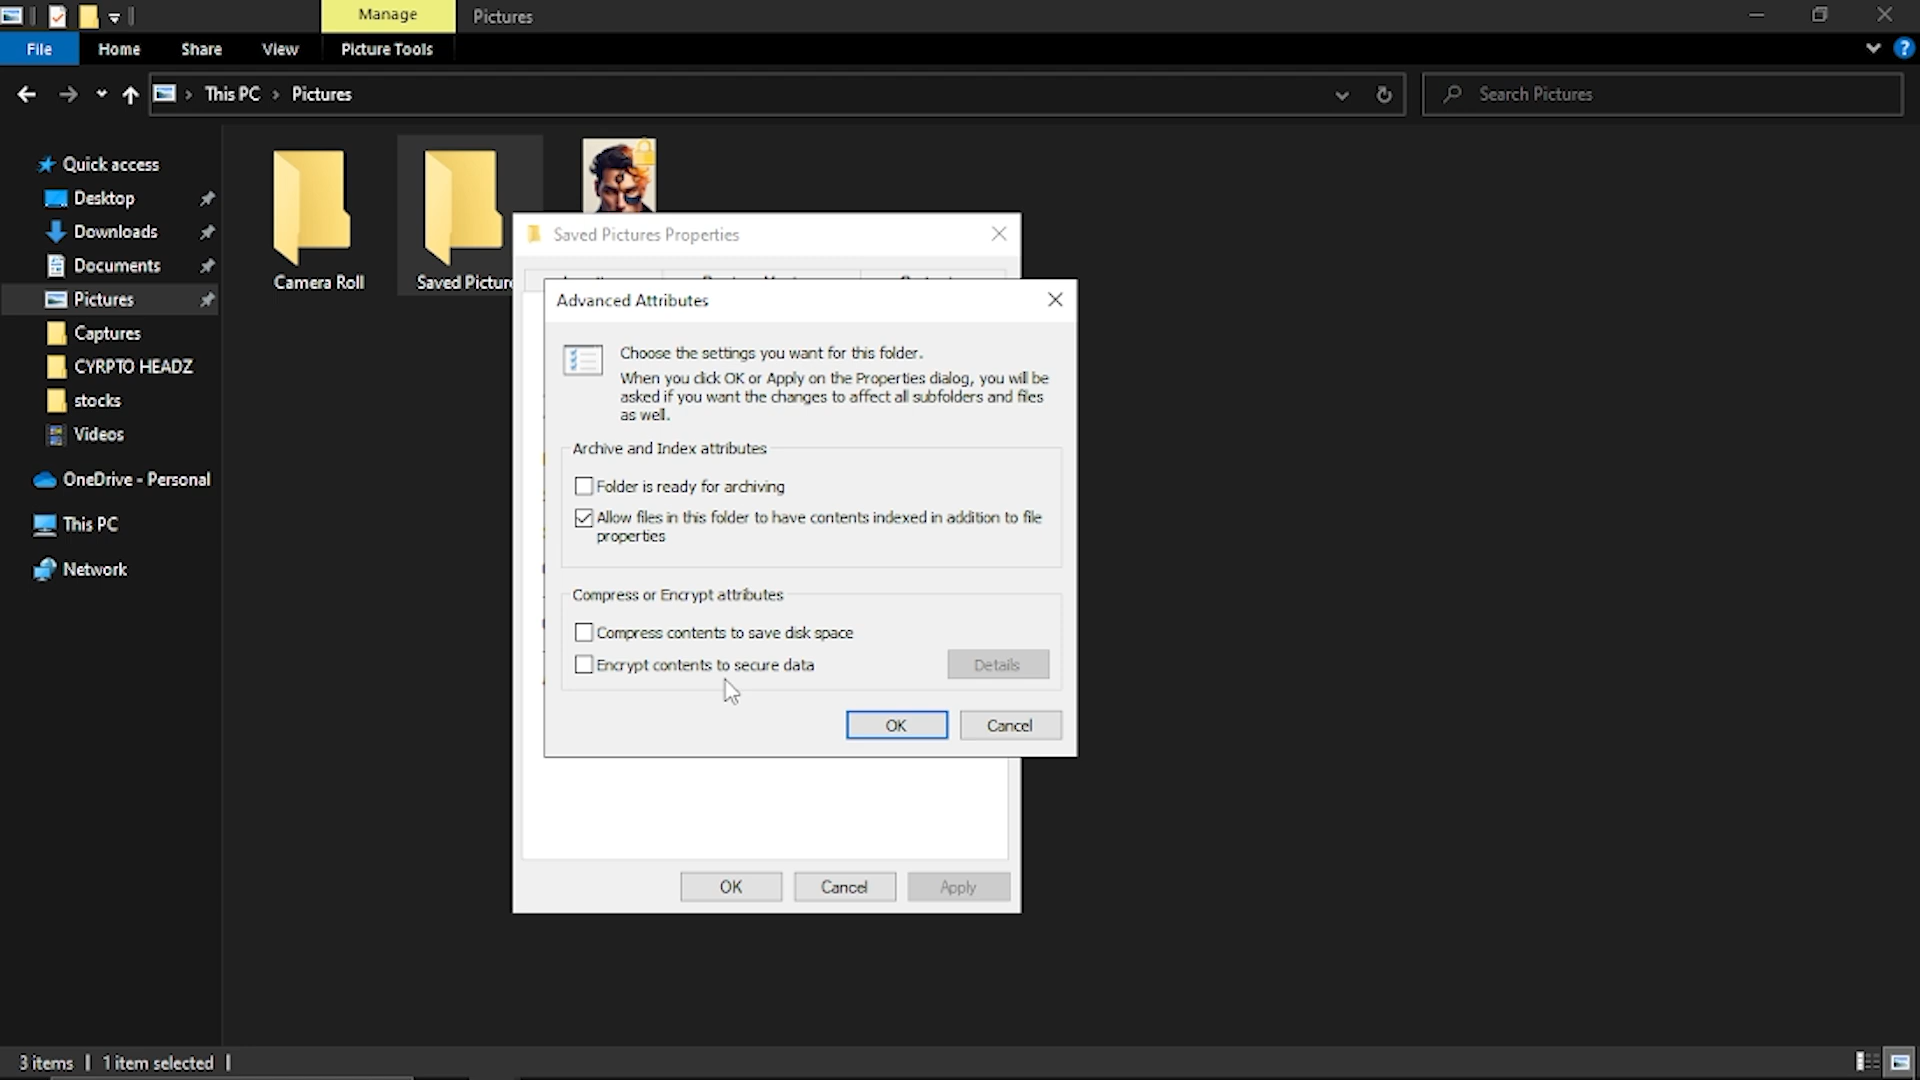 Manage
Pictures
File
Home
Share
View
Picture Tools
This PC
Pictures
Search Pictures
Quick access
Desktop
Downloads
Documents
Pictures
Captures
CYRPTO HEADZ
stocks
Videos
OneDrive - Personal
This PC
Network
Camera Roll
Saved Picture
Saved Pictures Properties
Advanced Attributes
Choose the settings you want for this folder.
When you click OK or Apply on the Properties dialog, you will be
asked if you want the changes to affect all subfolders and files
as well.
Archive and Index attributes
Folder is ready for archiving
Allow files in this folder to have contents indexed in addition to file
properties
Compress or Encrypt attributes
Compress contents to save disk space
Encrypt contents to secure data
Details
OK
Cancel
OK
Cancel
Apply
3 items
1 item selected